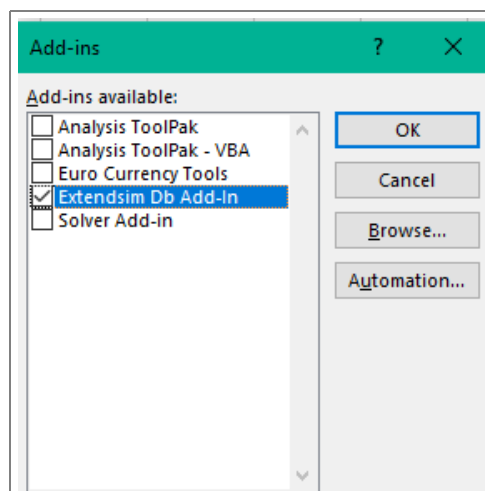 Add-ins ?
Add-ins available:
Analysis ToolPak
Analysis ToolPak - VBA
Euro Currency Tools
Extendsim Db Add-In
Solver Add-in
OK
Cancel
Browse...
Automation...